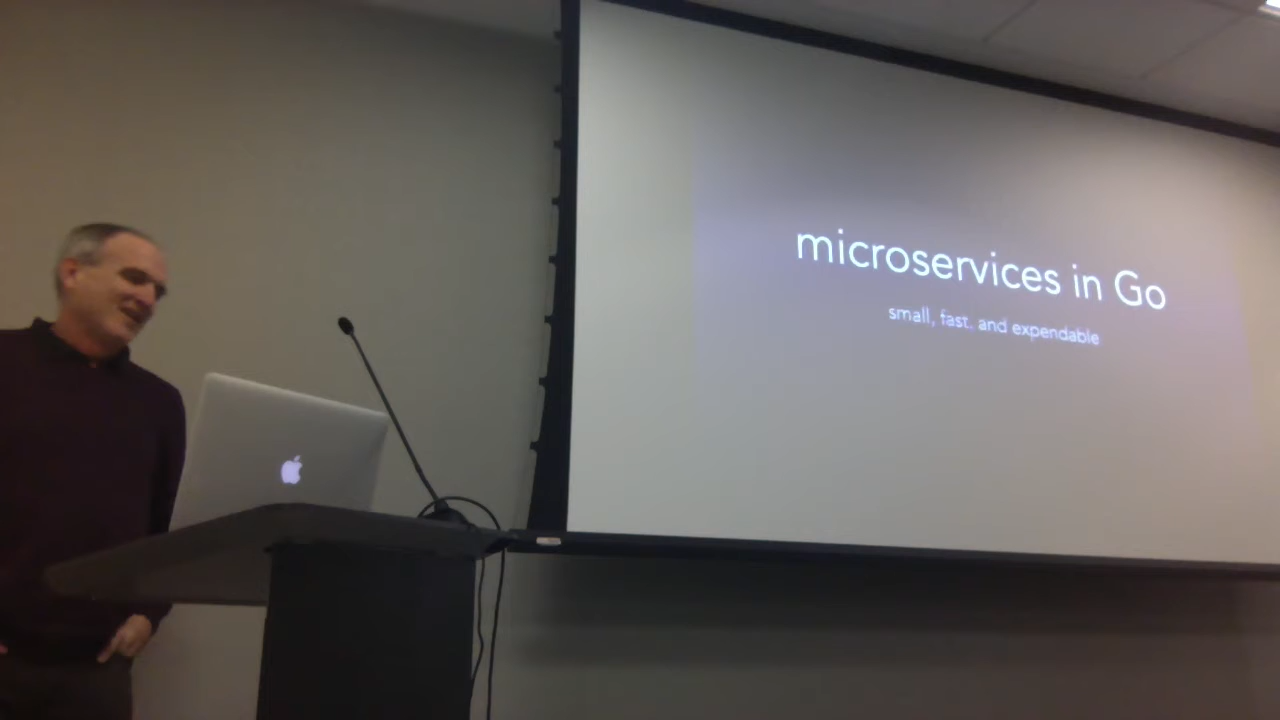 microservices in Go
small, fast. and expendable